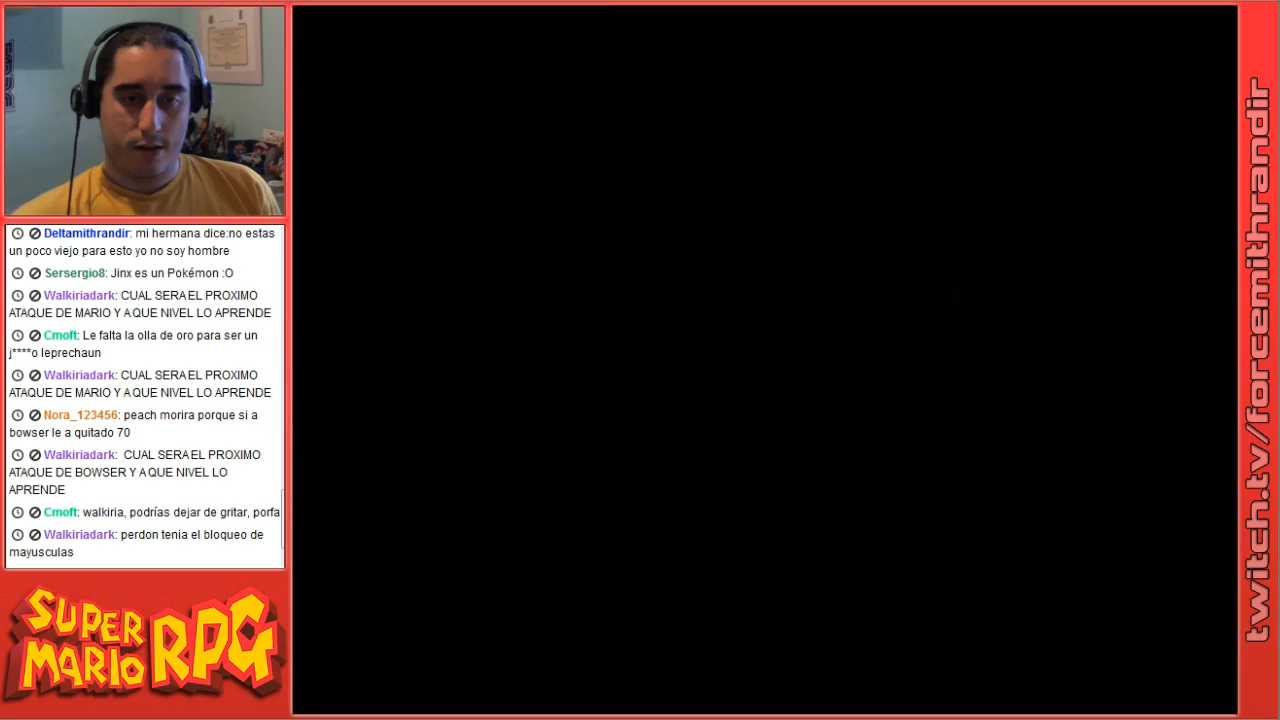 Deltamithrandir: mi hermana dice:no estas
un poco viejo para esto yo no soy hombre
Sersergio8: Jinx es un Pokémon :O
Walkiriadark: CUAL SERA EL PROXIMO
ATAQUE DE MARIO Y A QUE NIVEL LO APRENDE
Cmoft: Le falta la olla de oro para ser un
j****o leprechaun
Walkiriadark: CUAL SERA EL PROXIMO
ATAQUE DE MARIO Y A QUE NIVEL LO APRENDE
Nora_123456: peach morira porque si a
bowser le a quitado 70
Walkiriadark: CUAL SERA EL PROXIMO
ATAQUE DE BOWSER Y A QUE NIVEL LO
APRENDE
Cmoft: walkiria, podrías dejar de gritar, porfa
Walkiriadark: perdon tenia el bloqueo de
mayusculas
SUPER
MARIO RPG
twitch.tv/forcemithrandir